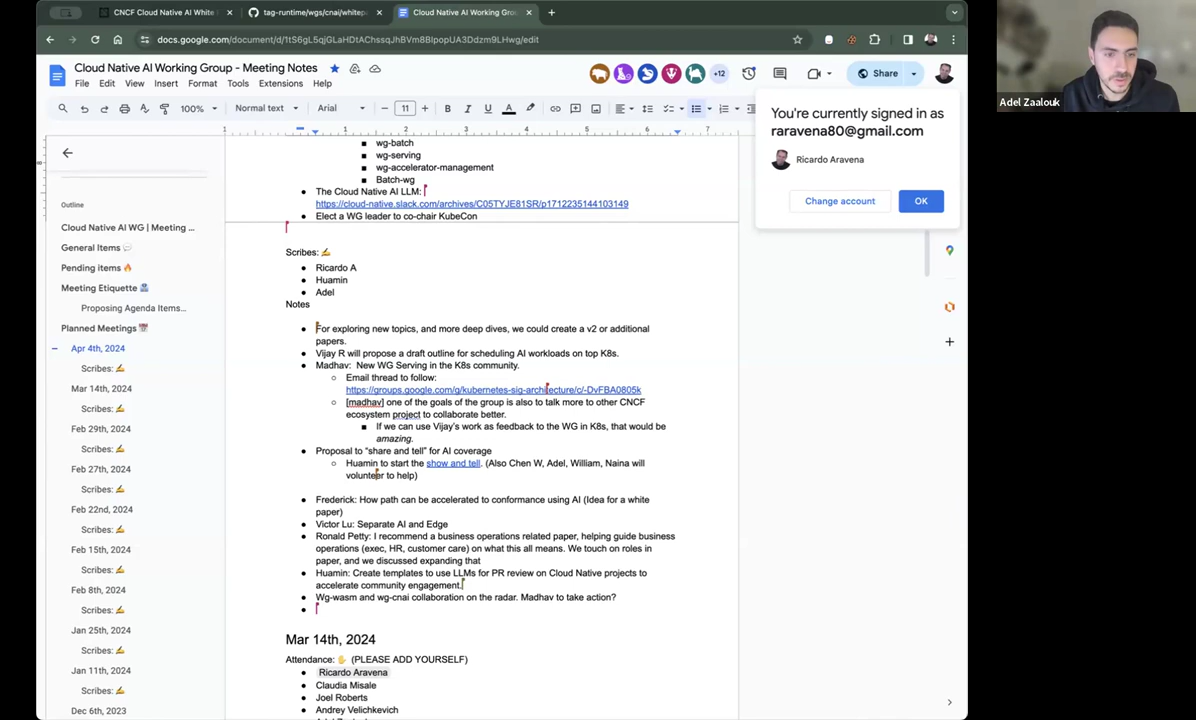 CNCF Cloud Native AI White
tag-runtime/wgs/cnai/whitep
Cloud Native AI Working Gro
docs.google.com/document/d/1tS6gL5qjGLaHDtAChssqJhBVm8BIpopUA3Ddzm9LHwg/edit
Cloud Native AI Working Group - Meeting Notes
File Edit View Insert Format Tools Extensions Help
+12
Share
100%
Normal text
Arial
11
You're currently signed in as
raravena80@gmail.com
Ricardo Aravena
Change account
OK
Adel Zaalouk
Outline
Cloud Native AI WG | Meeting ...
General Items 💬
Pending items 🔥
Meeting Etiquette
Proposing Agenda Items...
Planned Meetings 📅
Apr 4th, 2024
Scribes: ✍️
Mar 14th, 2024
Scribes: ✍️
Feb 29th, 2024
Scribes: ✍️
Feb 27th, 2024
Scribes: ✍️
Feb 22nd, 2024
Scribes: ✍️
Feb 15th, 2024
Scribes: ✍️
Feb 8th, 2024
Scribes: ✍️
Jan 25th, 2024
Scribes: ✍️
Jan 11th, 2024
Scribes: ✍️
Dec 6th, 2023
1 1 2 3 4 5 6 7
■ wg-batch
■ wg-serving
■ wg-accelerator-management
■ Batch-wg
● The Cloud Native AI LLM:
https://cloud-native.slack.com/archives/C05TYJE81SR/p1712235144103149
● Elect a WG leader to co-chair KubeCon
Scribes: ✍️
● Ricardo A
● Huamin
● Adel
Notes
● For exploring new topics, and more deep dives, we could create a v2 or additional
papers.
● Vijay R will propose a draft outline for scheduling AI workloads on top K8s.
● Madhav: New WG Serving in the K8s community.
○ Email thread to follow:
https://groups.google.com/g/kubernetes-sig-architecture/c/-DvFBA0805k
○ [madhav] one of the goals of the group is also to talk more to other CNCF
ecosystem project to collaborate better.
■ If we can use Vijay's work as feedback to the WG in K8s, that would be
amazing.
● Proposal to “share and tell” for AI coverage
○ Huamin to start the show and tell. (Also Chen W, Adel, William, Naina will
volunteer to help)
● Frederick: How path can be accelerated to conformance using AI (Idea for a white
paper)
● Victor Lu: Separate AI and Edge
● Ronald Petty: I recommend a business operations related paper, helping guide business
operations (exec, HR, customer care) on what this all means. We touch on roles in
paper, and we discussed expanding that
● Huamin: Create templates to use LLMs for PR review on Cloud Native projects to
accelerate community engagement.
● Wg-wasm and wg-cnai collaboration on the radar. Madhav to take action?
●
Mar 14th, 2024
Attendance: ✋ (PLEASE ADD YOURSELF)
● Ricardo Aravena
● Claudia Misale
● Joel Roberts
● Andrey Velichkevich